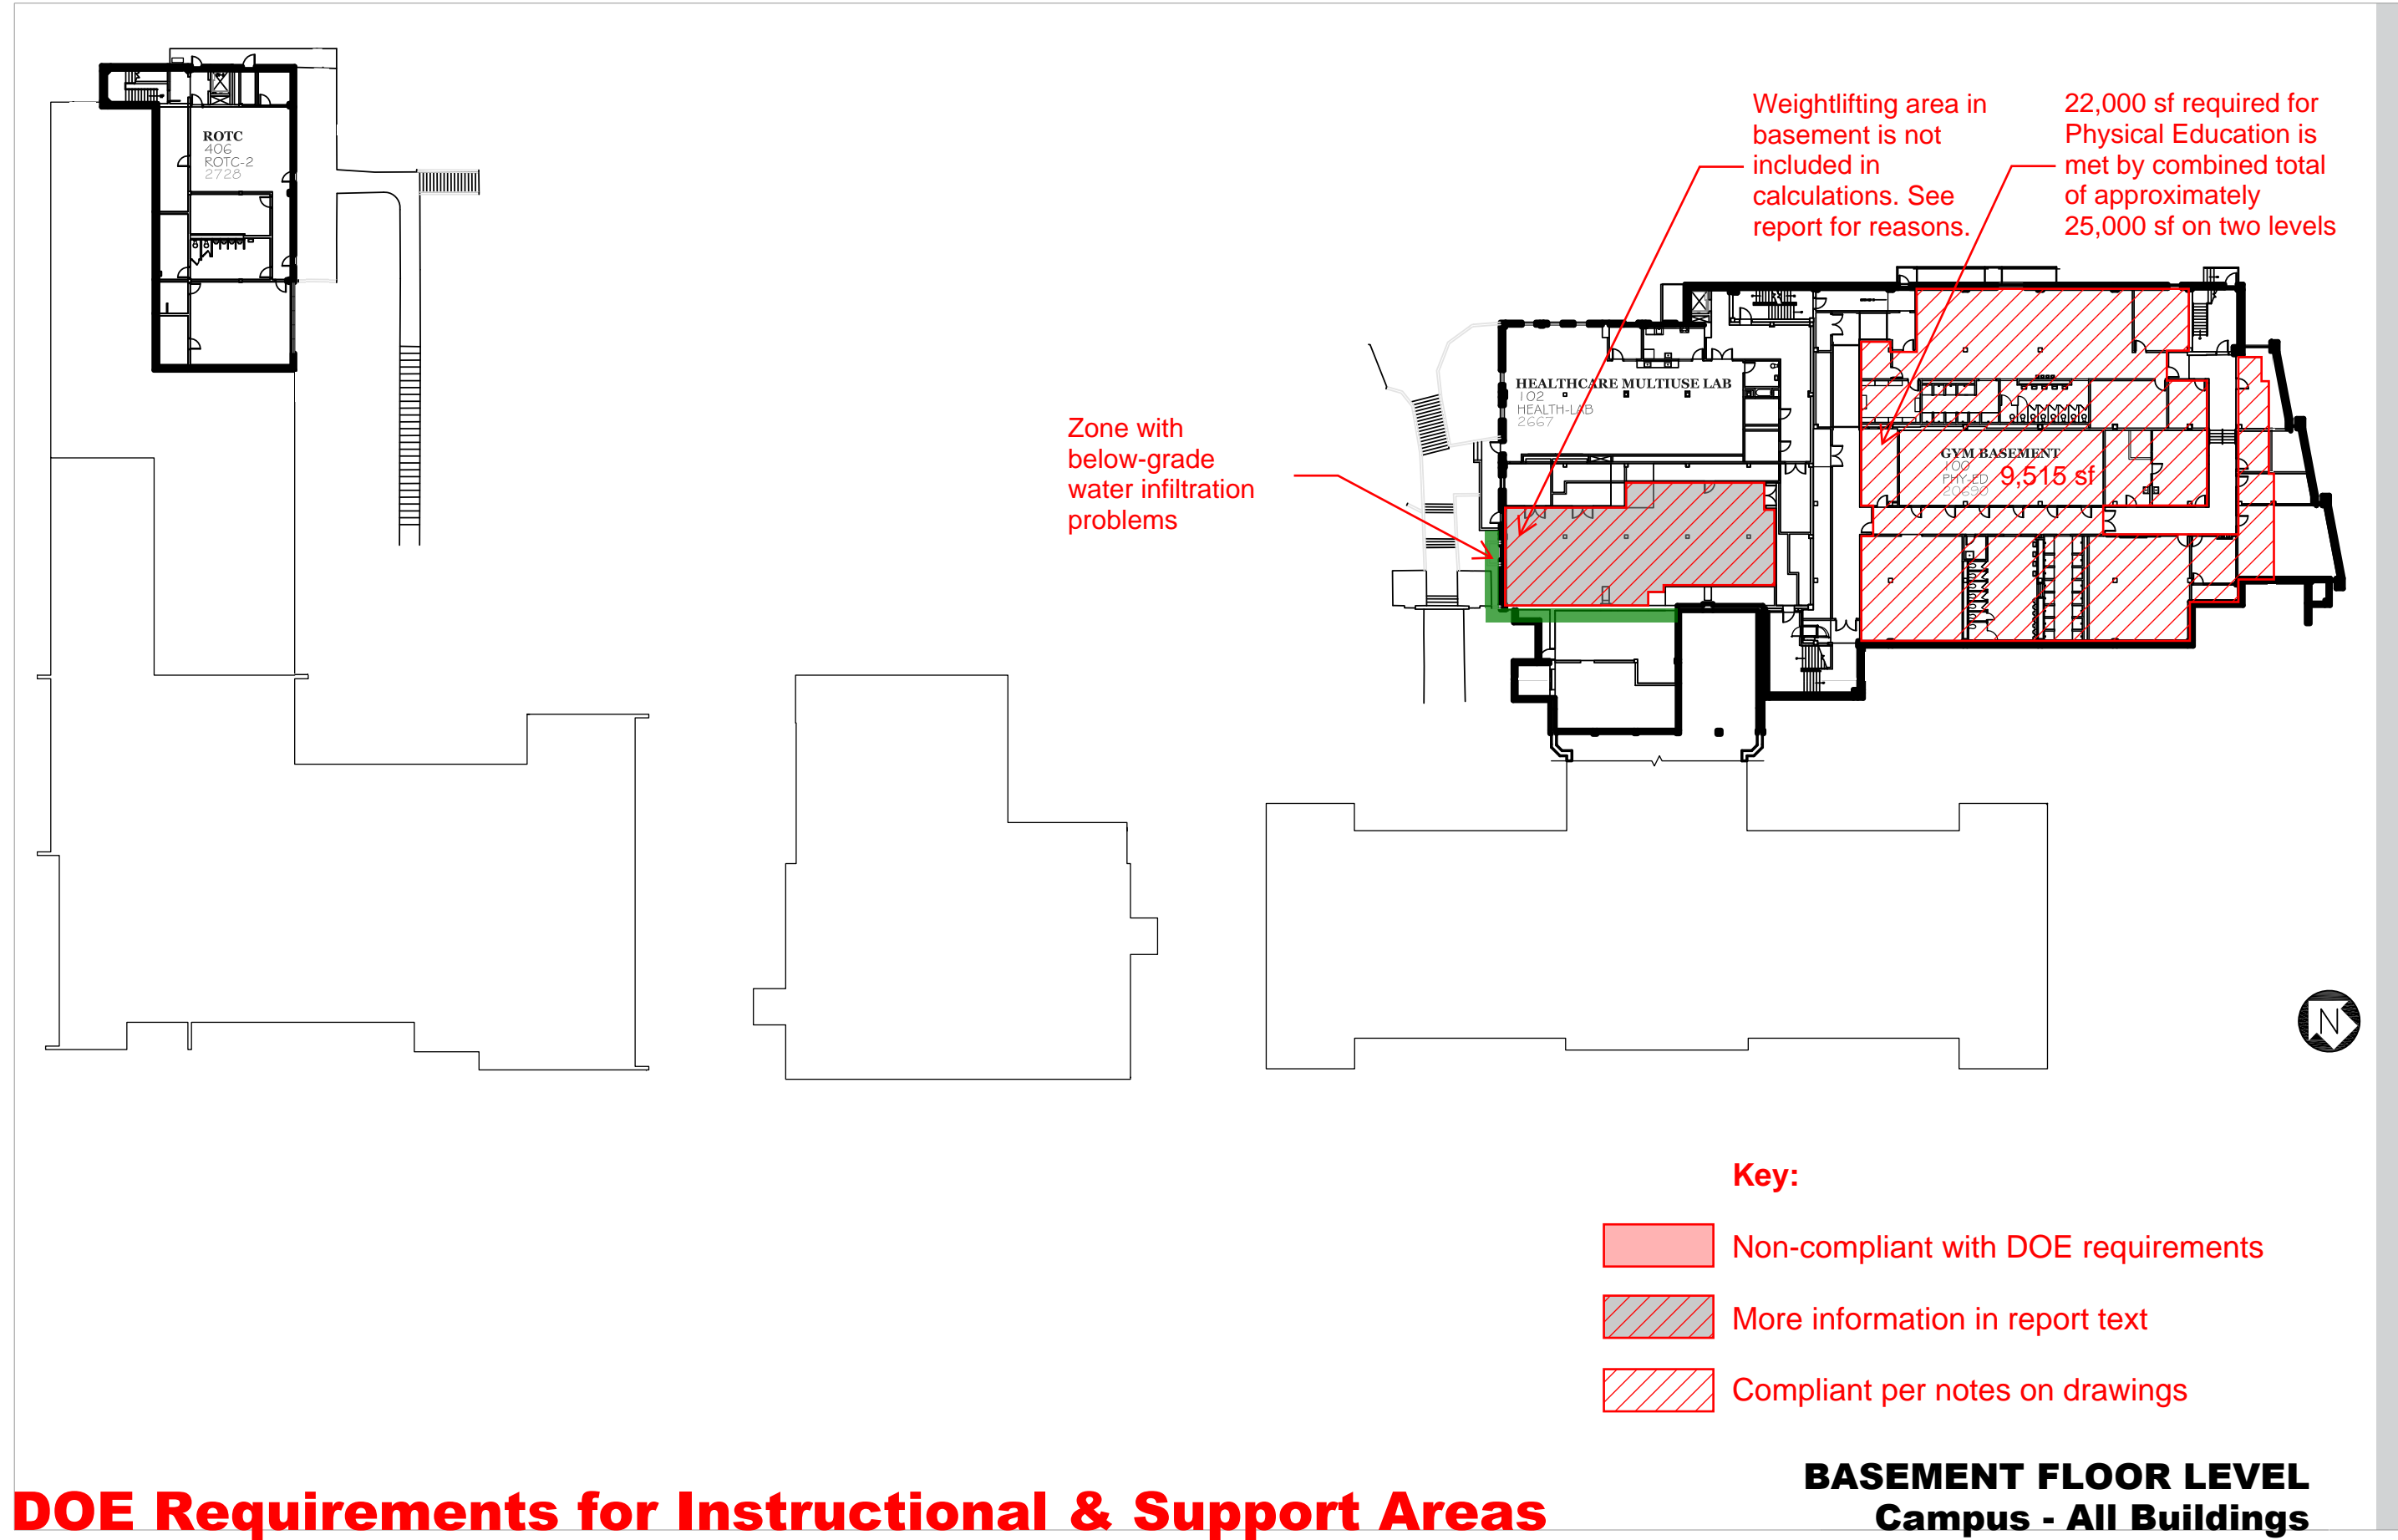 ROTC
406
ROTC-2
2728
Weightlifting area in
basement is not
included in
calculations. See
report for reasons.
22,000 sf required for
Physical Education is
met by combined total
of approximately
25,000 sf on two levels
HEALTHCARE MULTIUSE LAB
102
HEALTH-LAB
2667
Zone with
below-grade
water infiltration
problems
GYM BASEMENT
100
PHY-ED
20690
9,515 sf
N
Key:
Non-compliant with DOE requirements
More information in report text
Compliant per notes on drawings
BASEMENT FLOOR LEVEL
Campus - All Buildings
DOE Requirements for Instructional & Support Areas